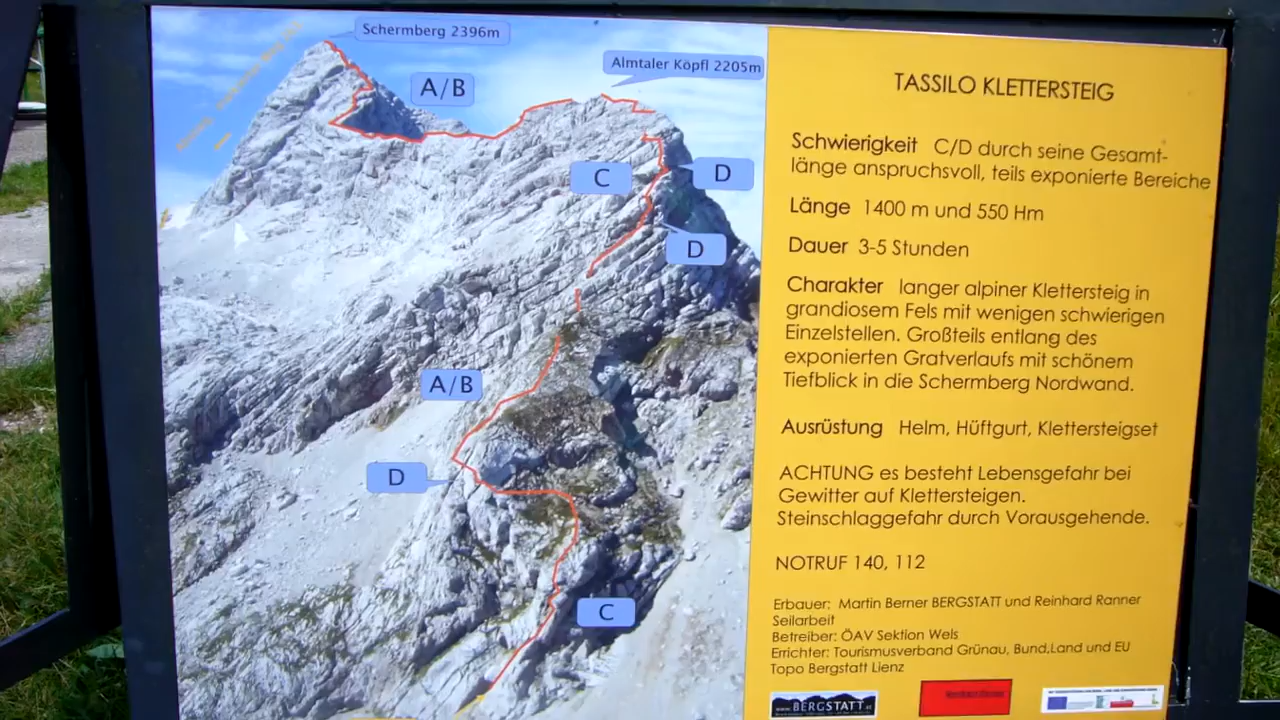 Schermberg 2396m
Almtaler Köpfl 2205m
A/B
C
D
D
A/B
D
C
TASSILO KLETTERSTEIG
Schwierigkeit C/D durch seine Gesamt-
länge anspruchsvoll, teils exponierte Bereiche
Länge 1400 m und 550 Hm
Dauer 3-5 Stunden
Charakter langer alpiner Klettersteig in
grandiosem Fels mit wenigen schwierigen
Einzelstellen. Großteils entlang des
exponierten Gratverlaufs mit schönem
Tiefblick in die Schermberg Nordwand.
Ausrüstung Helm, Hüftgurt, Klettersteigset
ACHTUNG es besteht Lebensgefahr bei
Gewitter auf Klettersteigen.
Steinschlaggefahr durch Vorausgehende.
NOTRUF 140, 112
Erbauer: Martin Berner BERGSTATT und Reinhard Ranner
Seilarbeit
Betreiber: ÖAV Sektion Wels
Errichter: Tourismusverband Grünau, Bund,Land und EU
Topo Bergstatt Lienz
www.BERGSTATT.at